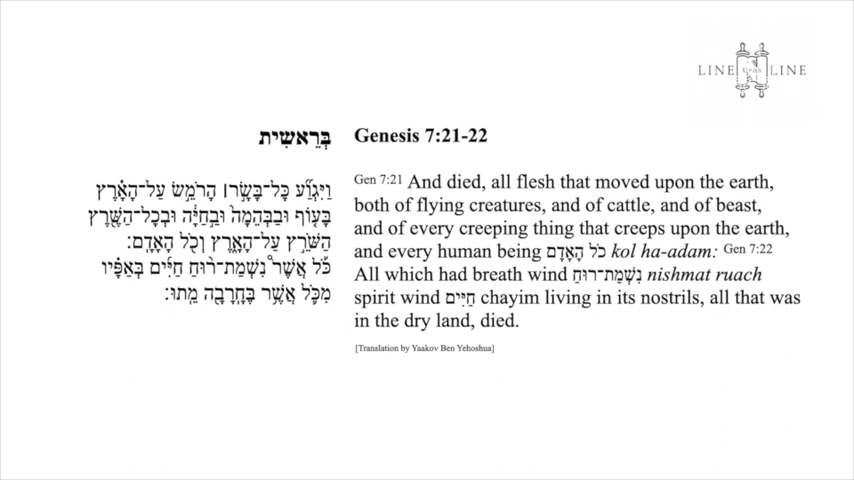 LINE UPON LINE
בְּרֵאשִׁית
Genesis 7:21-22
וַיִּגְוַ֞ע כׇּל־בָּשָׂ֣ר׀ הָרֹמֵ֣שׂ עַל־הָאָ֗רֶץ
בָּע֤וֹף וּבַבְּהֵמָה֙ וּבַ֣חַיָּ֔ה וּבְכׇל־הַשֶּׁ֖רֶץ
הַשֹּׁרֵ֣ץ עַל־הָאָ֑רֶץ וְכֹ֖ל הָאָדָֽם׃
כֹּ֡ל אֲשֶׁר֩ נִשְׁמַת־ר֨וּחַ חַיִּ֜ים בְּאַפָּ֗יו
מִכֹּ֛ל אֲשֶׁ֥ר בֶּחָֽרָבָ֖ה מֵֽתוּ׃
Gen 7:21 And died, all flesh that moved upon the earth,
both of flying creatures, and of cattle, and of beast,
and of every creeping thing that creeps upon the earth,
and every human being כֹל הָאָדָם kol ha-adam: Gen 7:22
All which had breath wind נִשְׁמַת־רוּחַ nishmat ruach
spirit wind חַיִּים chayim living in its nostrils, all that was
in the dry land, died.
[Translation by Yaakov Ben Yehoshua]